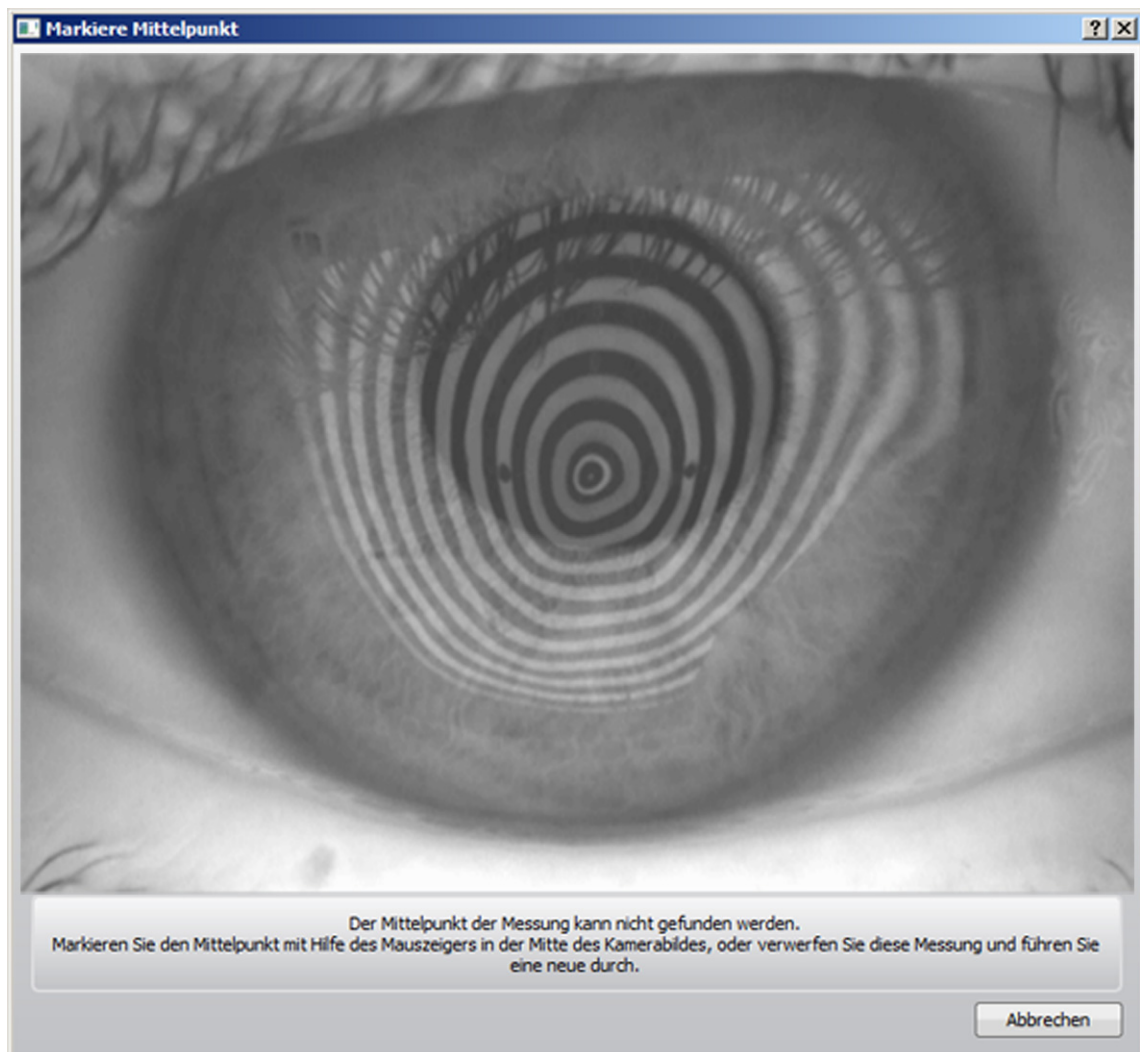 Markiere Mittelpunkt
Der Mittelpunkt der Messung kann nicht gefunden werden.
Markieren Sie den Mittelpunkt mit Hilfe des Mauszeigers in der Mitte des Kamerabildes, oder verwerfen Sie diese Messung und führen Sie
eine neue durch.
Abbrechen